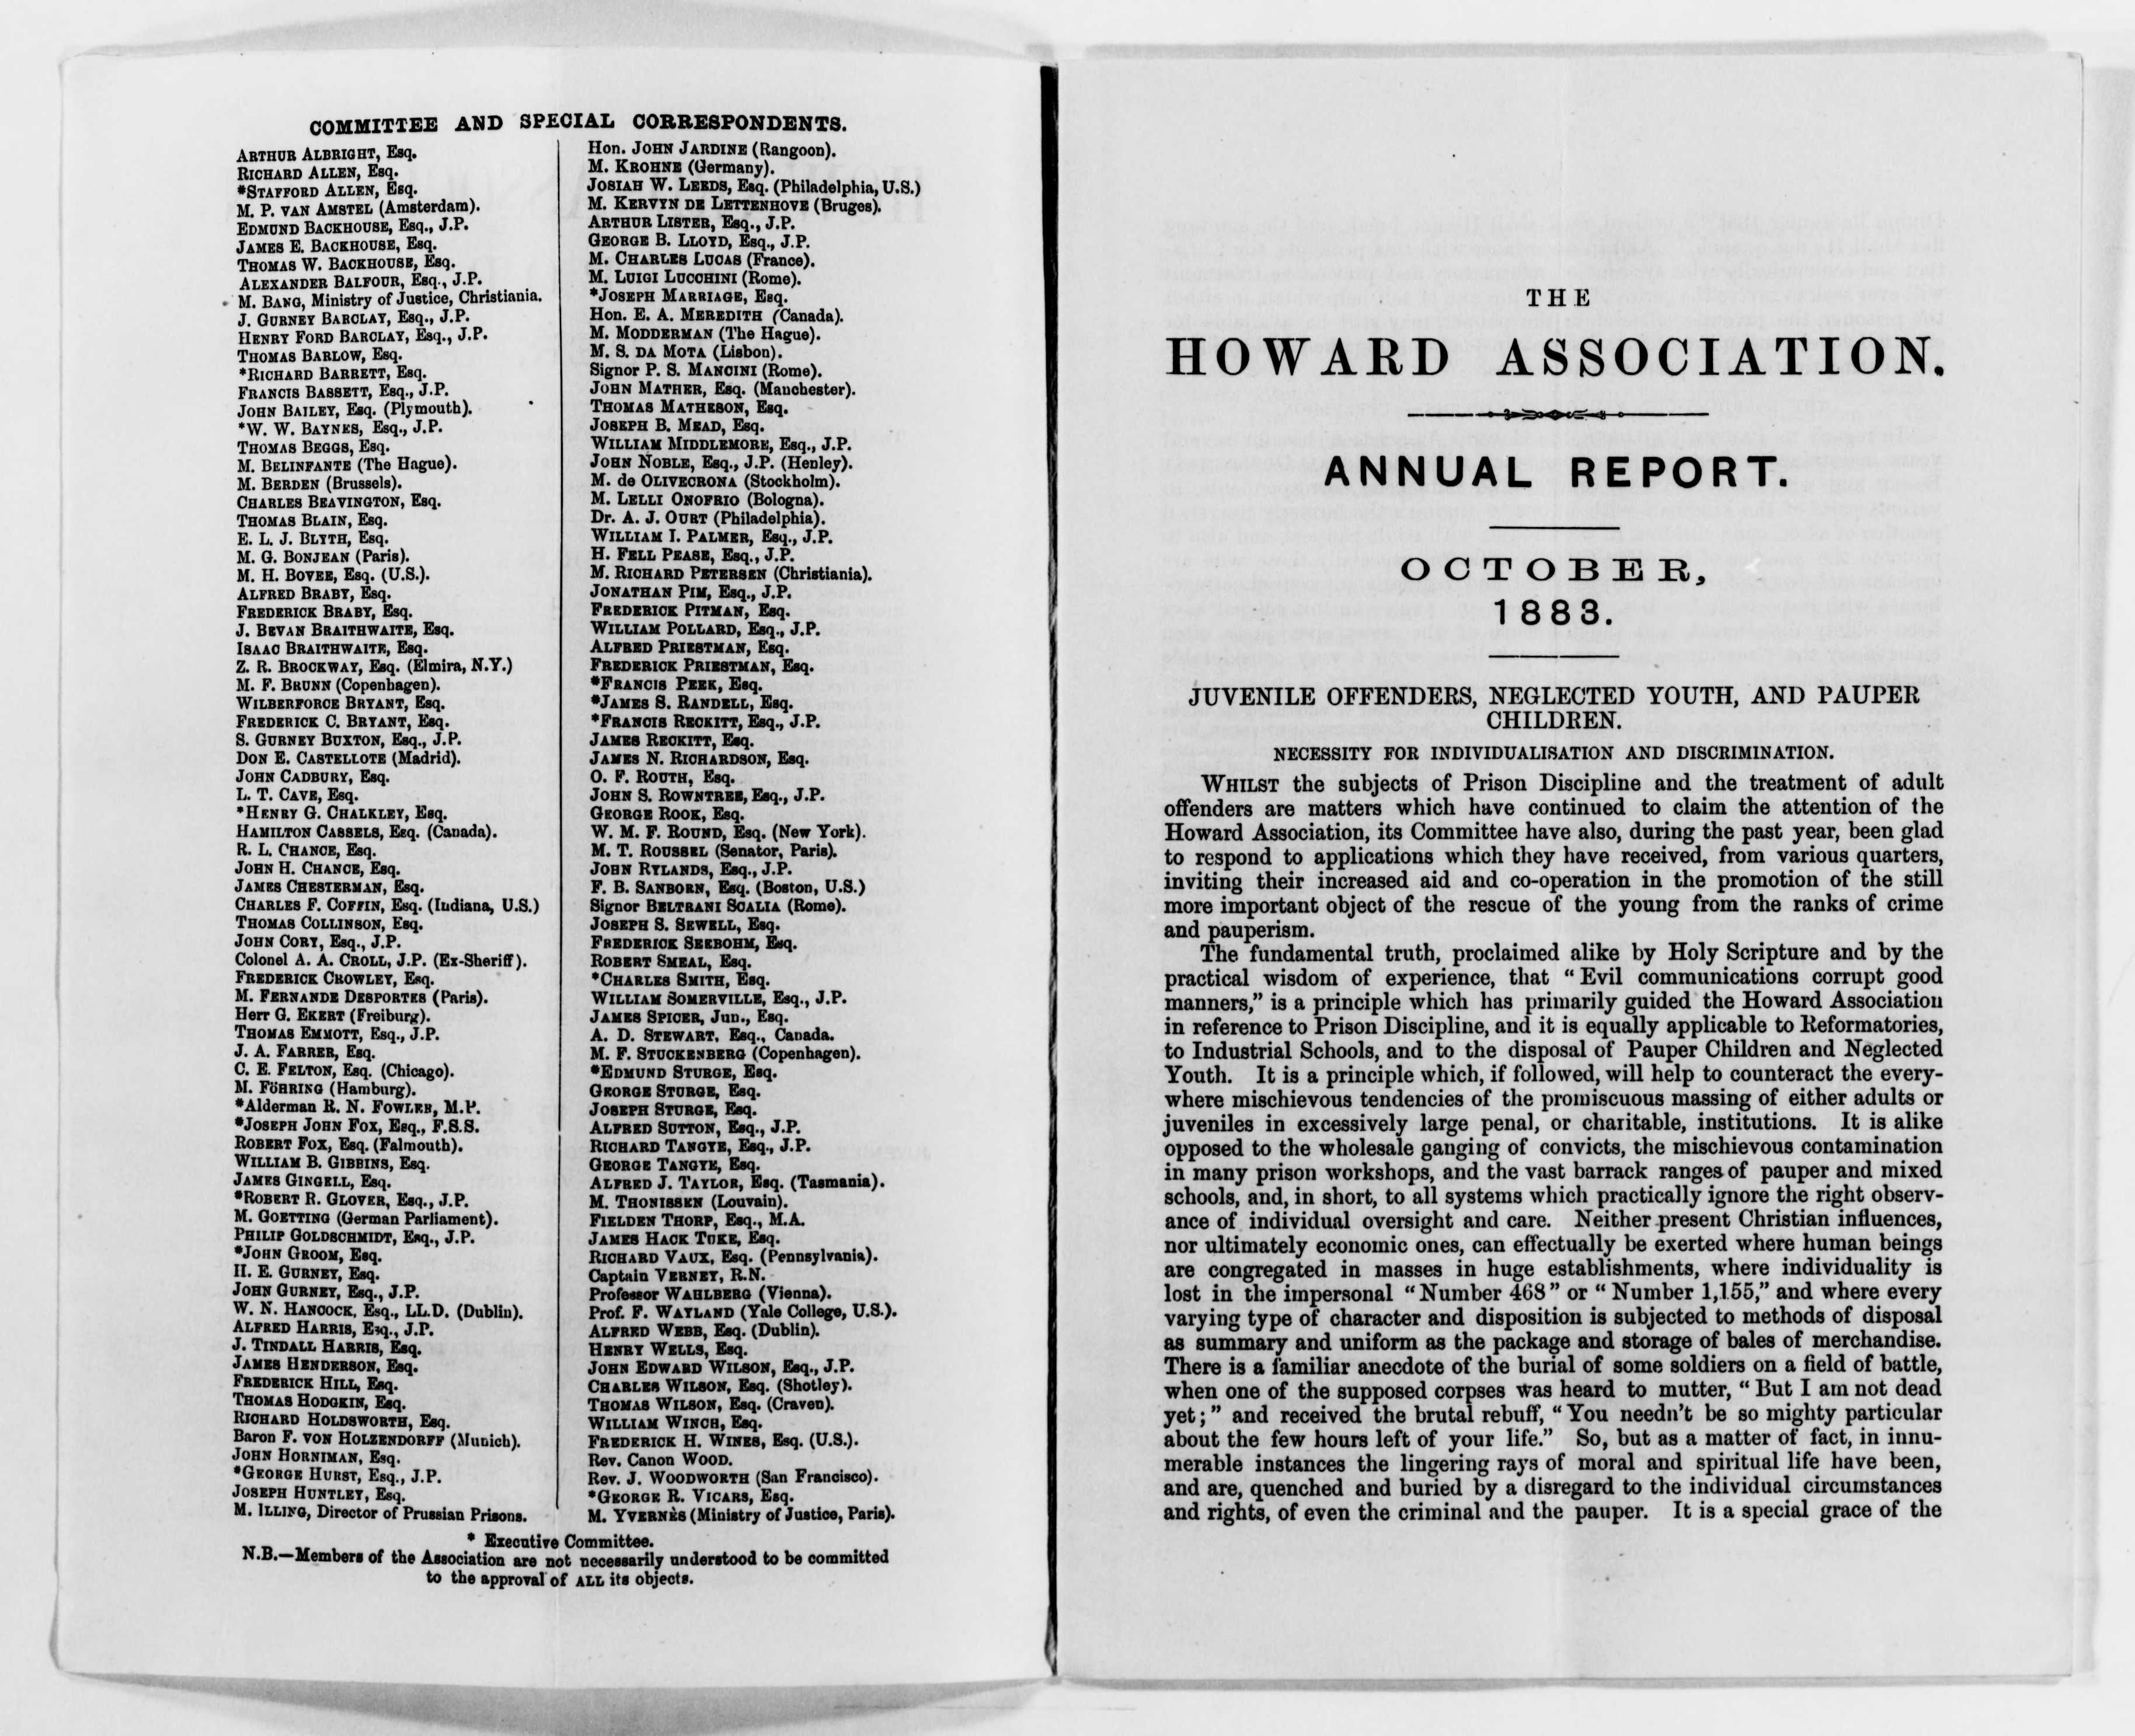 COMMITTEE AND SPECIAL CORRESPONDENTS.
ARTHUR ALBRIGHT, Esq.
RICHARD ALLEN, Esq.
*STAFFORD ALLEN, Esq.
M. P. VAN AMSTEL (Amsterdam).
EDMUND BACKHOUSE, Esq., J.P.
JAMES E. BACKHOUSE, Esq.
THOMAS W. BACKHOUSE, Esq.
ALEXANDER BALFOUR, Esq., J.P.
M. BANG, Ministry of Justice, Christiania.
J. GURNEY BARCLAY, Esq., J.P.
HENRY FORD BARCLAY, Esq., J.P.
THOMAS BARLOW, Esq.
*RICHARD BARRETT, Esq.
FRANCIS BASSETT, Esq., J.P.
JOHN BAILEY, Esq. (Plymouth).
*W. W. BAYNES, Esq., J.P.
THOMAS BEGGS, Esq.
M. BELINFANTE (The Hague).
M. BERDEN (Brussels).
CHARLES BEAVINGTON, Esq.
THOMAS BLAIN, Esq.
E. L. J. BLYTH, Esq.
M. G. BONJEAN (Paris).
M. H. BOVEE, Esq. (U.S.).
ALFRED BRABY, Esq.
FREDERICK BRABY, Esq.
J. BEVAN BRAITHWAITE, Esq.
ISAAC BRAITHWAITE, Esq.
Z. R. BROCKWAY, Esq. (Elmira, N.Y.)
M. F. BRUNN (Copenhagen).
WILBERFORCE BRYANT, Esq.
FREDERICK C. BRYANT, Esq.
S. GURNEY BUXTON, Esq., J.P.
DON E. CASTELLOTE (Madrid).
JOHN CADBURY, Esq.
L. T. CAVE, Esq.
*HENRY G. CHALKLEY, Esq.
HAMILTON CASSELS, Esq. (Canada).
R. L. CHANCE, Esq.
JOHN H. CHANCE, Esq.
JAMES CHESTERMAN, Esq.
CHARLES F. COFFIN, Esq. (Indiana, U.S.)
THOMAS COLLINSON, Esq.
JOHN CORY, Esq., J.P.
Colonel A. A. CROLL, J.P. (Ex-Sheriff).
FREDERICK CROWLEY, Esq.
M. FERNANDE DESPORTES (Paris).
Herr G. EKERT (Freiburg).
THOMAS EMMOTT, Esq., J.P.
J. A. FARRER, Esq.
C. E. FELTON, Esq. (Chicago).
M. FÖHRING (Hamburg).
*Alderman R. N. FOWLER, M.P.
*JOSEPH JOHN FOX, Esq., F.S.S.
ROBERT FOX, Esq. (Falmouth).
WILLIAM B. GIBBINS, Esq.
JAMES GINGELL, Esq.
*ROBERT R. GLOVER, Esq., J.P.
M. GOETTING (German Parliament).
PHILIP GOLDSCHMIDT, Esq., J.P.
*JOHN GROOM, Esq.
H. E. GURNEY, Esq.
JOHN GURNEY, Esq., J.P.
W. N. HANCOCK, Esq., LL.D. (Dublin).
ALFRED HARRIS, Esq., J.P.
J. TINDALL HARRIS, Esq.
JAMES HENDERSON, Esq.
FREDERICK HILL, Esq.
THOMAS HODGKIN, Esq.
RICHARD HOLDSWORTH, Esq.
Baron F. VON HOLZENDORFF (Munich).
JOHN HORNIMAN, Esq.
*GEORGE HURST, Esq., J.P.
JOSEPH HUNTLEY, Esq.
M. ILLING, Director of Prussian Prisons.
Hon. JOHN JARDINE (Rangoon).
M. KROHNE (Germany).
JOSIAH W. LEEDS, Esq. (Philadelphia, U.S.)
M. KERVYN DE LETTENHOVE (Bruges).
ARTHUR LISTER, Esq., J.P.
GEORGE B. LLOYD, Esq., J.P.
M. CHARLES LUCAS (France).
M. LUIGI LUCCHINI (Rome).
*JOSEPH MARRIAGE, Esq.
Hon. E. A. MEREDITH (Canada).
M. MODDERMAN (The Hague).
M. S. DA MOTA (Lisbon).
Signor P. S. MANCINI (Rome).
JOHN MATHER, Esq. (Manchester).
THOMAS MATHESON, Esq.
JOSEPH B. MEAD, Esq.
WILLIAM MIDDLEMORE, Esq., J.P.
JOHN NOBLE, Esq., J.P. (Henley).
M. de OLIVECRONA (Stockholm).
M. LELLI ONOFRIO (Bologna).
Dr. A. J. OURT (Philadelphia).
WILLIAM I. PALMER, Esq., J.P.
H. FELL PEASE, Esq., J.P.
M. RICHARD PETERSEN (Christiania).
JONATHAN PIM, Esq., J.P.
FREDERICK PITMAN, Esq.
WILLIAM POLLARD, Esq., J.P.
ALFRED PRIESTMAN, Esq.
FREDERICK PRIESTMAN, Esq.
*FRANCIS PEEK, Esq.
*JAMES S. RANDELL, Esq.
*FRANCIS RECKITT, Esq., J.P.
JAMES RECKITT, Esq.
JAMES N. RICHARDSON, Esq.
O. F. ROUTH, Esq.
JOHN S. ROWNTREE, Esq., J.P.
GEORGE ROOK, Esq.
W. M. F. ROUND, Esq. (New York).
M. T. ROUSSEL (Senator, Paris).
JOHN RYLANDS, Esq., J.P.
F. B. SANBORN, Esq. (Boston, U.S.)
Signor BELTRANI SCALIA (Rome).
JOSEPH S. SEWELL, Esq.
FREDERICK SEEBOHM, Esq.
ROBERT SMEAL, Esq.
*CHARLES SMITH, Esq.
WILLIAM SOMERVILLE, Esq., J.P.
JAMES SPICER, Jun., Esq.
A. D. STEWART, Esq., Canada.
M. F. STUCKENBERG (Copenhagen).
*EDMUND STURGE, Esq.
GEORGE STURGE, Esq.
JOSEPH STURGE, Esq.
ALFRED SUTTON, Esq., J.P.
RICHARD TANGYE, Esq., J.P.
GEORGE TANGYE, Esq.
ALFRED J. TAYLOR, Esq. (Tasmania).
M. THONISSEN (Louvain).
FIELDEN THORP, Esq., M.A.
JAMES HACK TUKE, Esq.
RICHARD VAUX, Esq. (Pennsylvania).
Captain VERNEY, R.N.
Professor WAHLBERG (Vienna).
Prof. F. WAYLAND (Yale College, U.S.).
ALFRED WEBB, Esq. (Dublin).
HENRY WELLS, Esq.
JOHN EDWARD WILSON, Esq., J.P.
CHARLES WILSON, Esq. (Shotley).
THOMAS WILSON, Esq. (Craven).
WILLIAM WINCH, Esq.
FREDERICK H. WINES, Esq. (U.S.).
Rev. Canon WOOD.
Rev. J. WOODWORTH (San Francisco).
*GEORGE R. VICARS, Esq.
M. YVERNÈS (Ministry of Justice, Paris).
* Executive Committee.
N.B.—Members of the Association are not necessarily understood to be committed
to the approval of ALL its objects.
THE
HOWARD ASSOCIATION.
ANNUAL REPORT.
OCTOBER,
1883.
JUVENILE OFFENDERS, NEGLECTED YOUTH, AND PAUPER
CHILDREN.
NECESSITY FOR INDIVIDUALISATION AND DISCRIMINATION.
WHILST the subjects of Prison Discipline and the treatment of adult
offenders are matters which have continued to claim the attention of the
Howard Association, its Committee have also, during the past year, been glad
to respond to applications which they have received, from various quarters,
inviting their increased aid and co-operation in the promotion of the still
more important object of the rescue of the young from the ranks of crime
and pauperism.
The fundamental truth, proclaimed alike by Holy Scripture and by the
practical wisdom of experience, that “Evil communications corrupt good
manners,” is a principle which has primarily guided the Howard Association
in reference to Prison Discipline, and it is equally applicable to Reformatories,
to Industrial Schools, and to the disposal of Pauper Children and Neglected
Youth. It is a principle which, if followed, will help to counteract the every-
where mischievous tendencies of the promiscuous massing of either adults or
juveniles in excessively large penal, or charitable, institutions. It is alike
opposed to the wholesale ganging of convicts, the mischievous contamination
in many prison workshops, and the vast barrack ranges of pauper and mixed
schools, and, in short, to all systems which practically ignore the right observ-
ance of individual oversight and care. Neither present Christian influences,
nor ultimately economic ones, can effectually be exerted where human beings
are congregated in masses in huge establishments, where individuality is
lost in the impersonal “Number 468” or “Number 1,155,” and where every
varying type of character and disposition is subjected to methods of disposal
as summary and uniform as the package and storage of bales of merchandise.
There is a familiar anecdote of the burial of some soldiers on a field of battle,
when one of the supposed corpses was heard to mutter, “But I am not dead
yet;” and received the brutal rebuff, “You needn't be so mighty particular
about the few hours left of your life.” So, but as a matter of fact, in innu-
merable instances the lingering rays of moral and spiritual life have been,
and are, quenched and buried by a disregard to the individual circumstances
and rights, of even the criminal and the pauper. It is a special grace of the